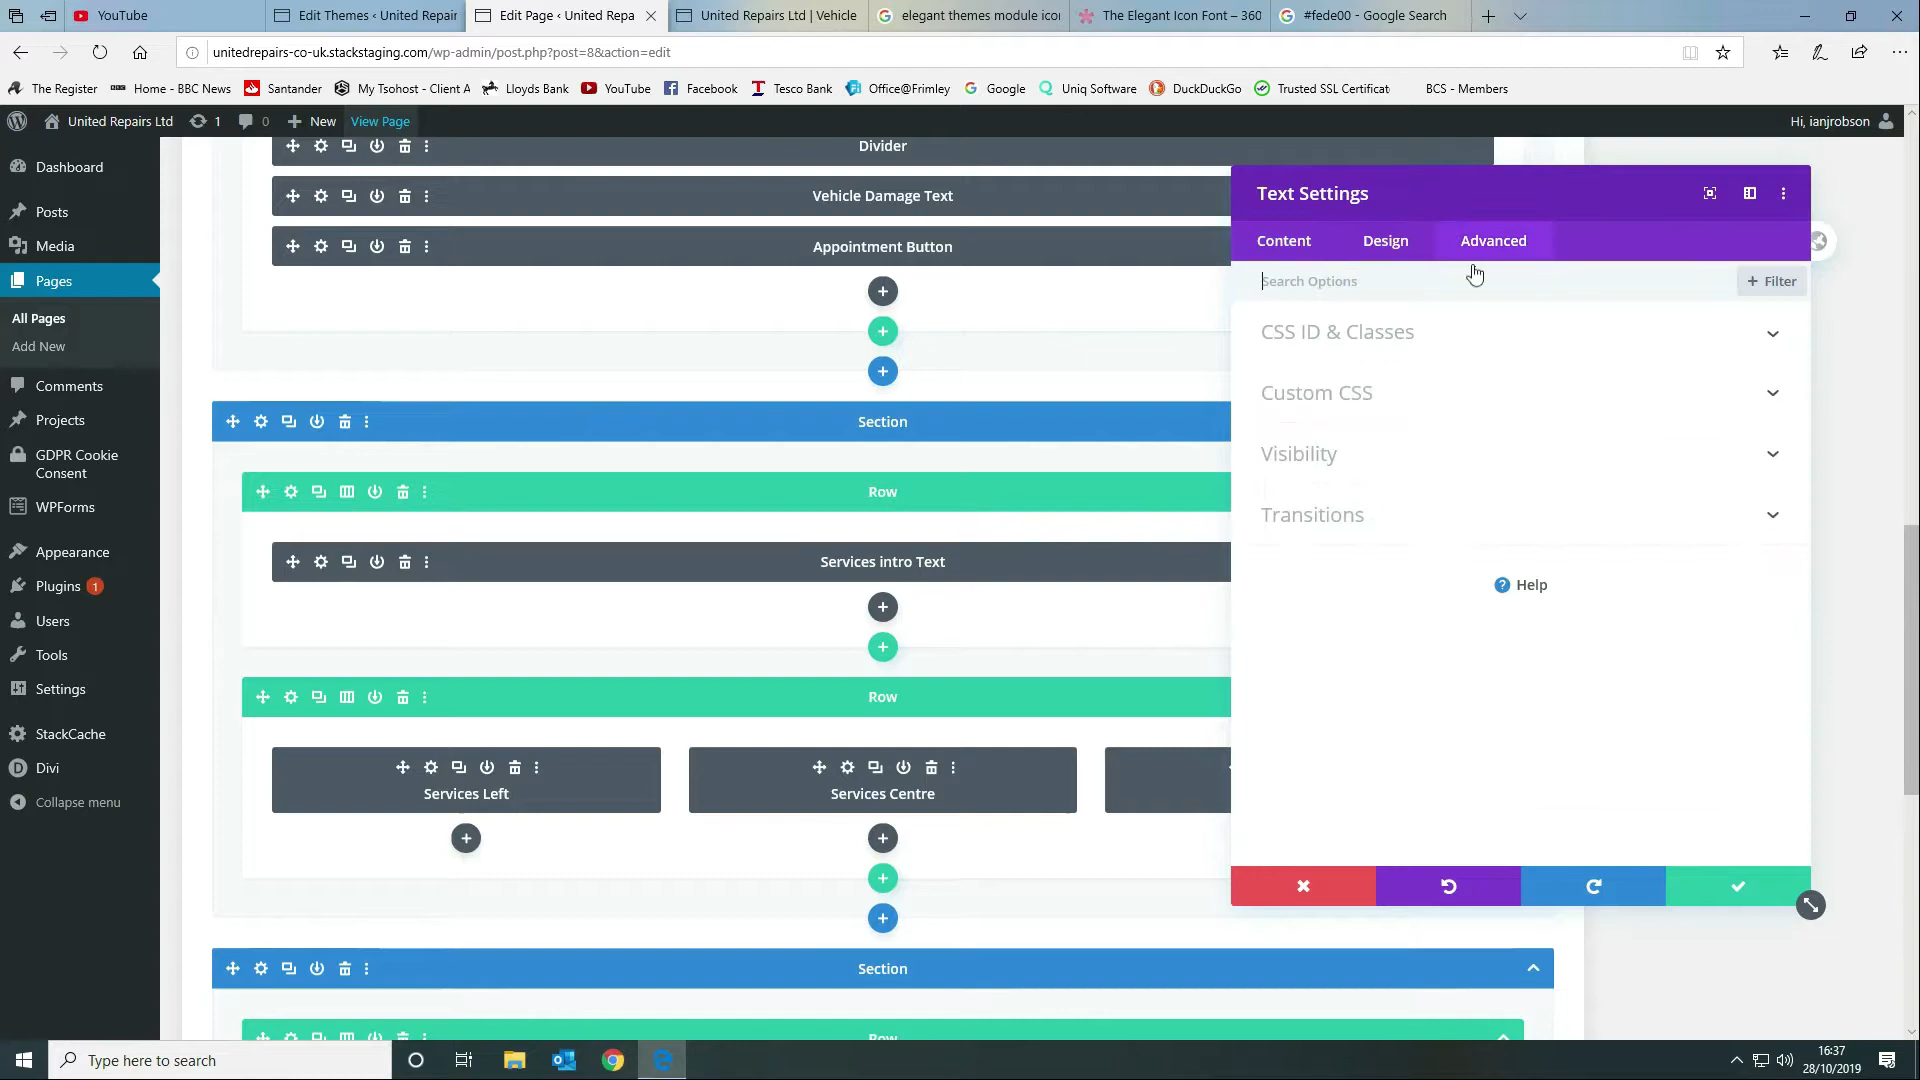 YouTube
Edit Themes ‹ United Repair
Edit Page ‹ United Repa
United Repairs Ltd | Vehicle
elegant themes module icon
The Elegant Icon Font – 360
#fede00 - Google Search
unitedrepairs-co-uk.stackstaging.com/wp-admin/post.php?post=8&action=edit
The Register
Home - BBC News
Santander
My Tsohost - Client A
Lloyds Bank
YouTube
Facebook
Tesco Bank
Office@Frimley
Google
Uniq Software
DuckDuckGo
Trusted SSL Certificat
BCS - Members
United Repairs Ltd
1
0
New
View Page
Hi, ianjrobson
Dashboard
Posts
Media
Pages
All Pages
Add New
Comments
Projects
GDPR Cookie
Consent
WPForms
Appearance
Plugins 1
Users
Tools
Settings
StackCache
Divi
Collapse menu
Divider
Vehicle Damage Text
Appointment Button
Section
Row
Services intro Text
Row
Services Left
Services Centre
Section
Row
Text Settings
Content
Design
Advanced
Search Options
+ Filter
CSS ID & Classes
Custom CSS
Visibility
Transitions
Help
Type here to search
16:37
28/10/2019